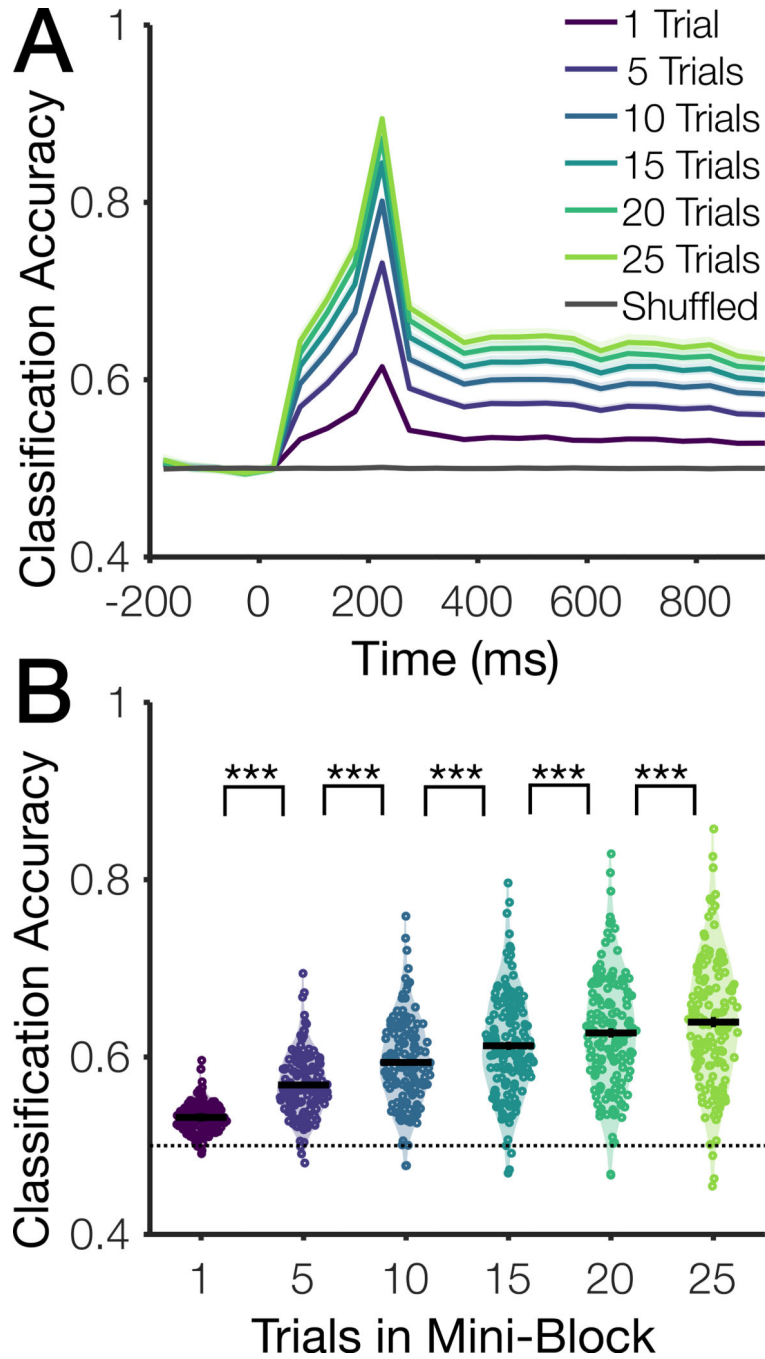 A
1 Trial
5 Trials
10 Trials
15 Trials
20 Trials
25 Trials
Shuffled
Classification Accuracy
1
0.8
0.6
0.4
-200 0 200 400 600 800
Time (ms)
B
*** *** *** *** ***
Classification Accuracy
1
0.8
0.6
0.4
1 5 10 15 20 25
Trials in Mini-Block